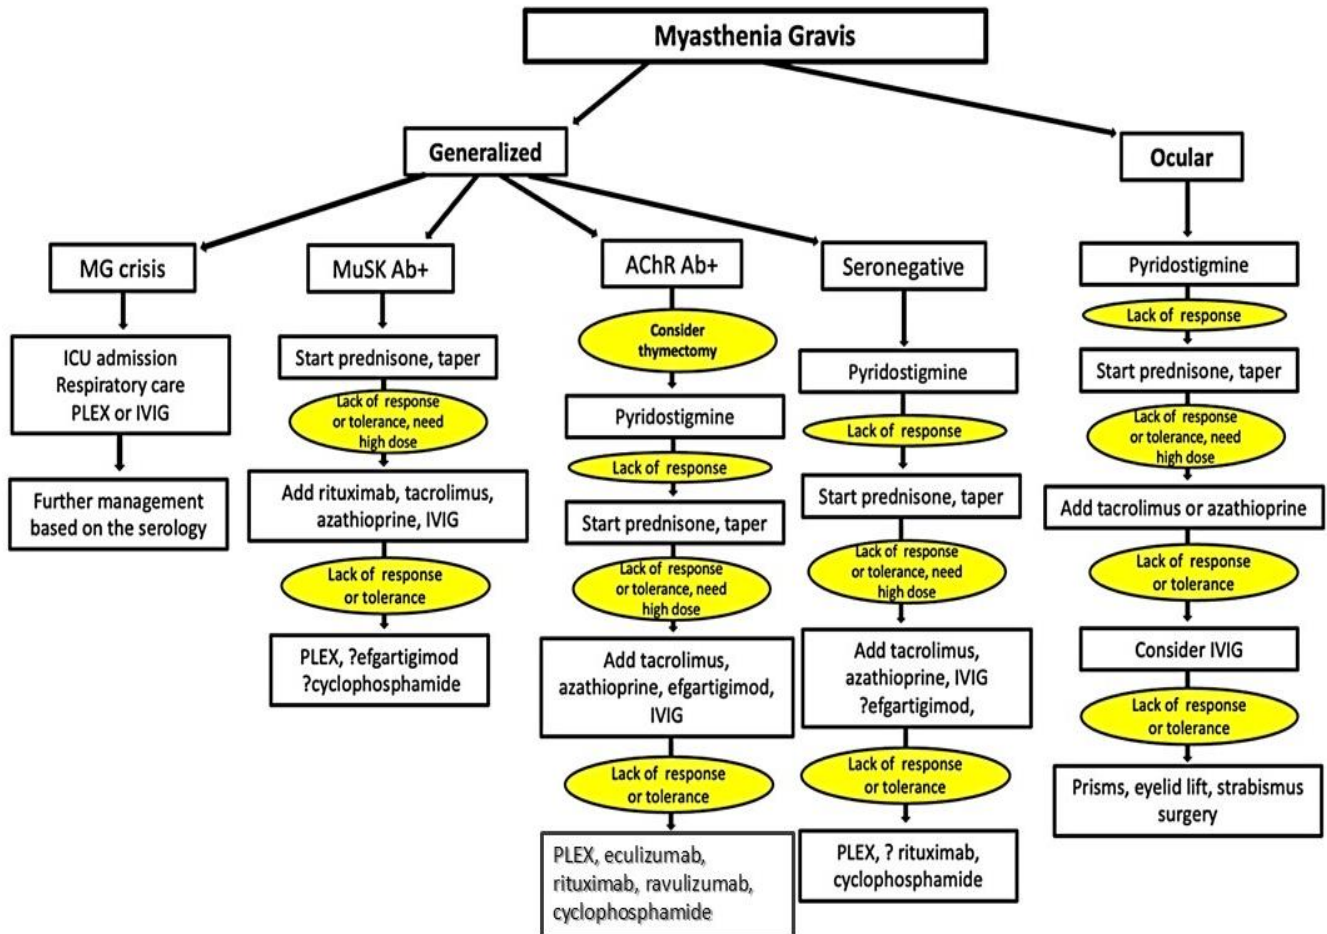 Myasthenia Gravis
Generalized
Ocular
MG crisis
ICU admission
Respiratory care
PLEX or IVIG
Further management
based on the serology
MuSK Ab+
Start prednisone, taper
Lack of response
or tolerance, need
high dose
Add rituximab, tacrolimus,
azathioprine, IVIG
Lack of response
or tolerance
PLEX, ?efgartigimod
?cyclophosphamide
AChR Ab+
Consider
thymectomy
Pyridostigmine
Lack of response
Start prednisone, taper
Lack of response
or tolerance, need
high dose
Add tacrolimus,
azathioprine, efgartigimod,
IVIG
Lack of response
or tolerance
PLEX, eculizumab,
rituximab, ravulizumab,
cyclophosphamide
Seronegative
Pyridostigmine
Lack of response
Start prednisone, taper
Lack of response
or tolerance, need
high dose
Add tacrolimus,
azathioprine, IVIG
?efgartigimod,
Lack of response
or tolerance
PLEX, ? rituximab,
cyclophosphamide
Pyridostigmine
Lack of response
Start prednisone, taper
Lack of response
or tolerance, need
high dose
Add tacrolimus or azathioprine
Lack of response
or tolerance
Consider IVIG
Lack of response
or tolerance
Prisms, eyelid lift, strabismus
surgery